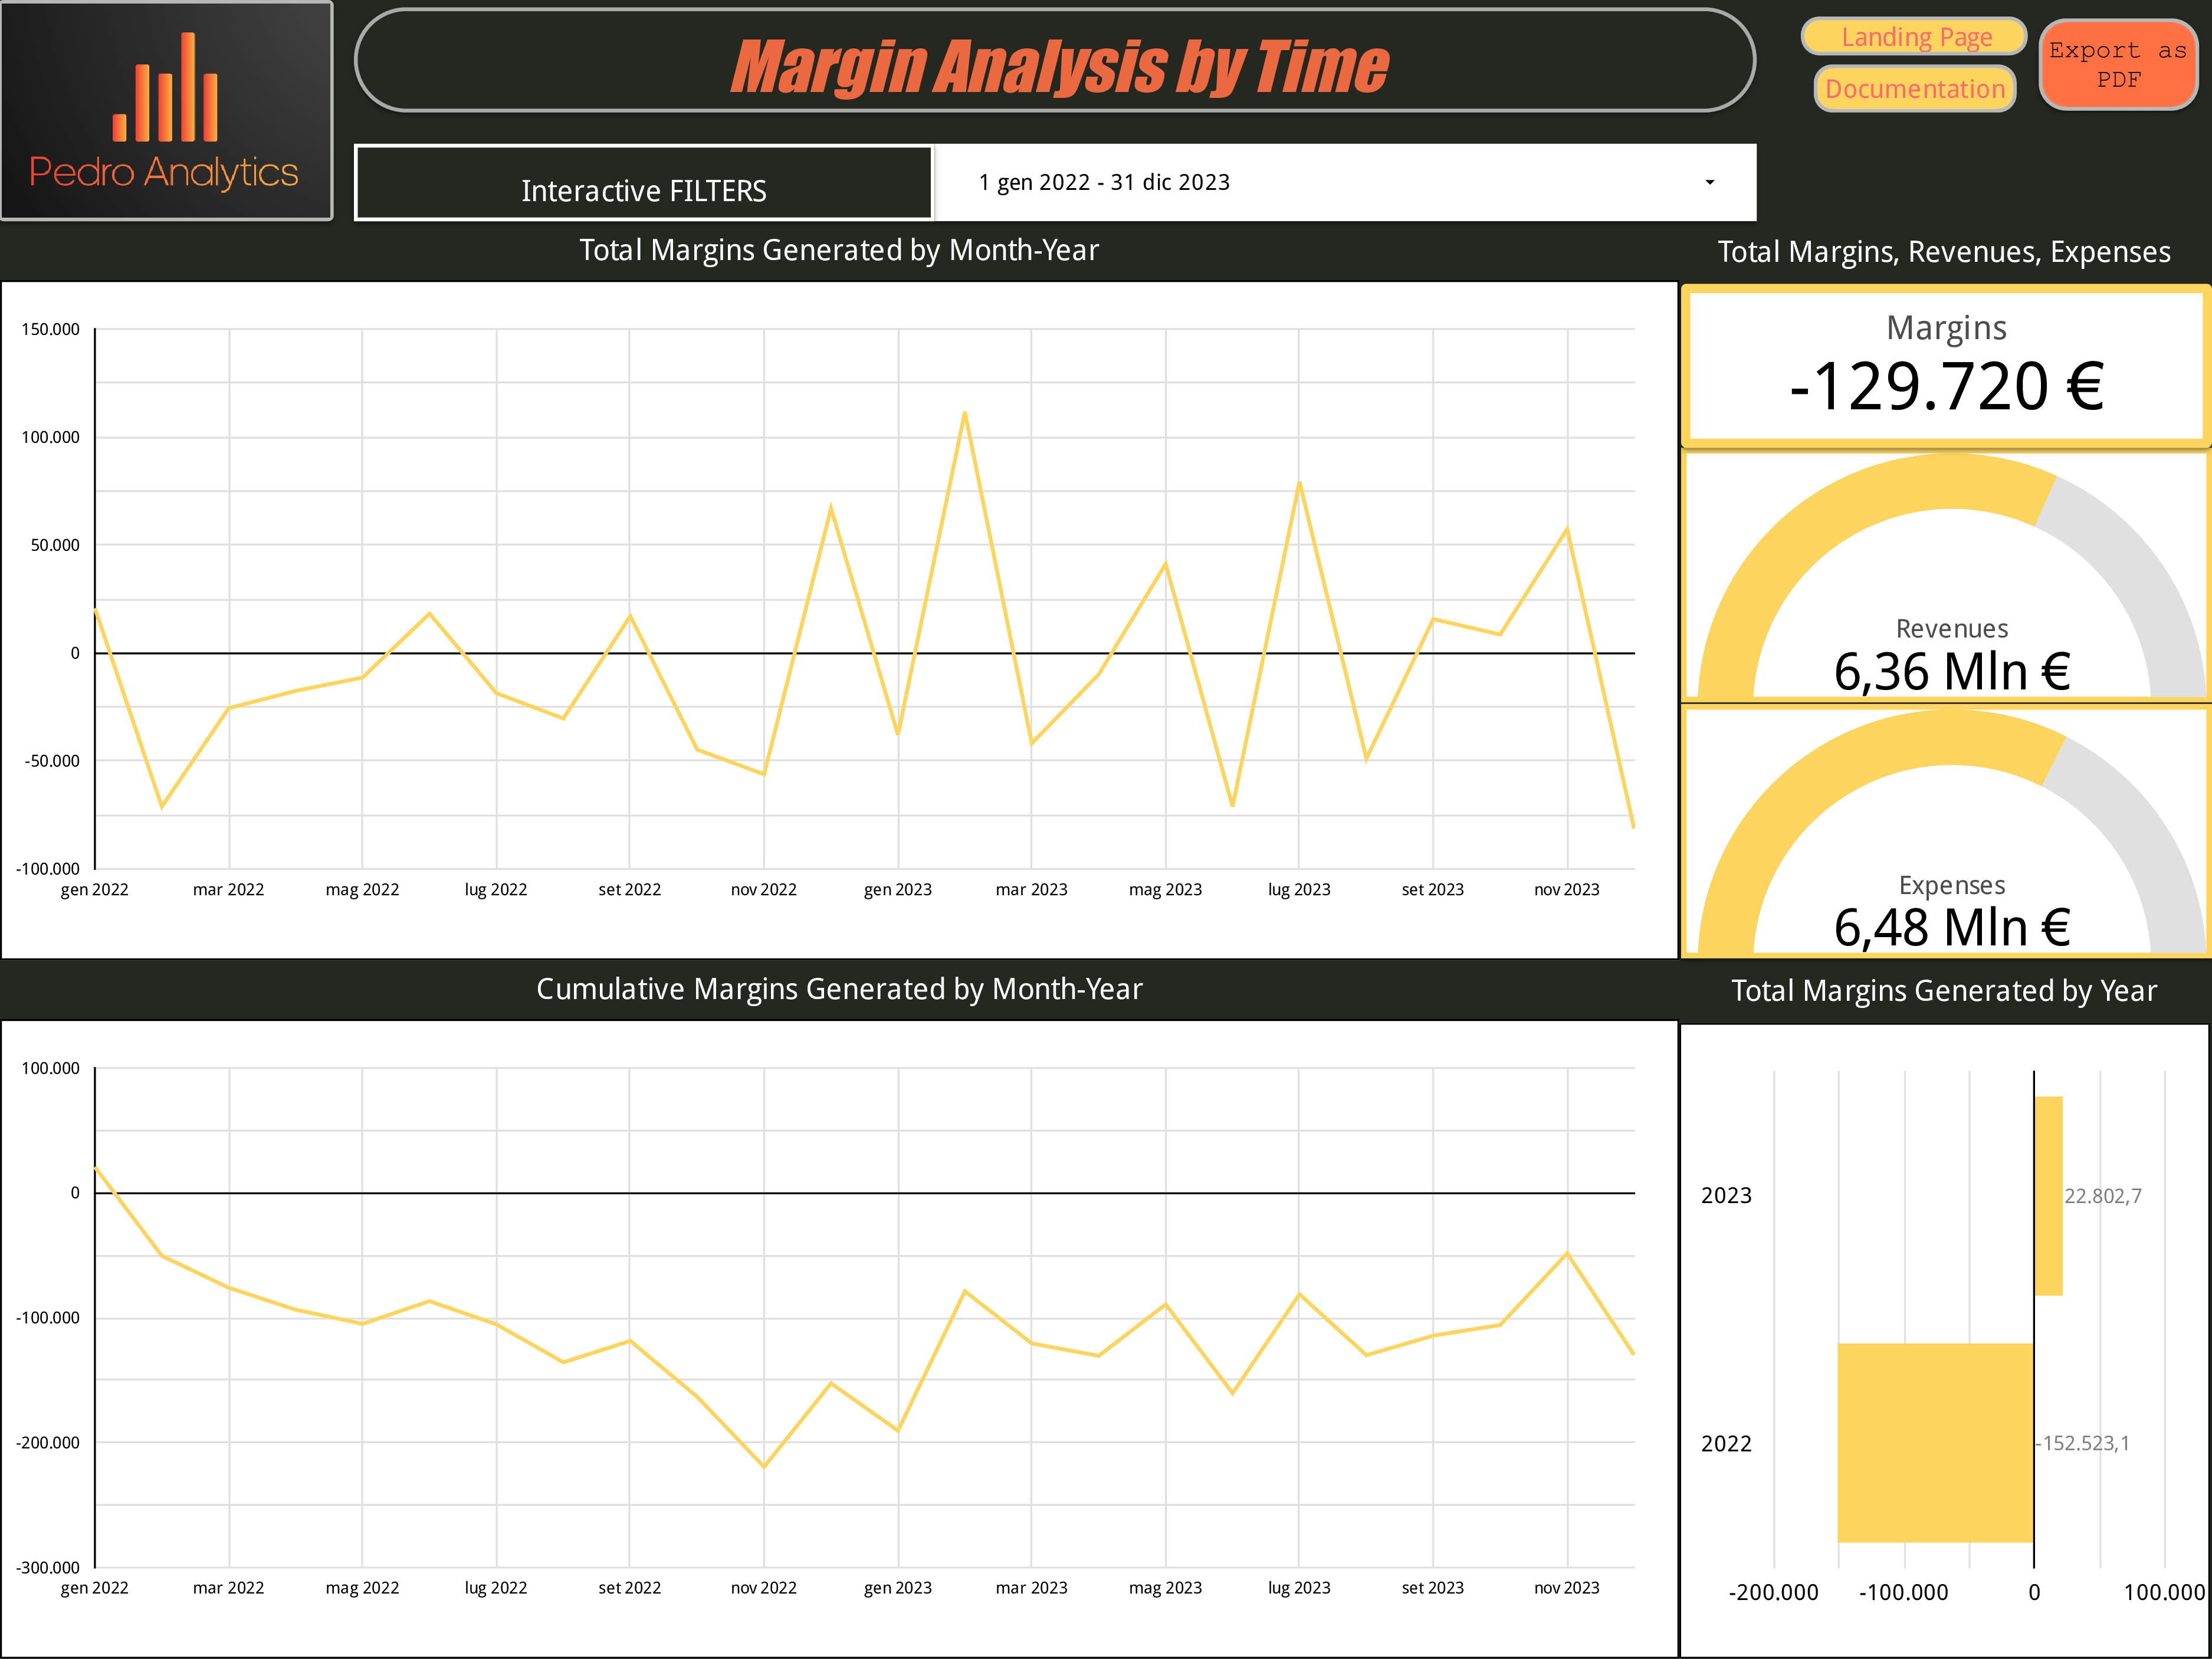 Pedro Analytics
Margin Analysis by Time
Landing Page
Documentation
Export as
PDF
Interactive FILTERS
1 gen 2022 - 31 dic 2023
Total Margins Generated by Month-Year
150.000
100.000
50.000
0
-50.000
-100.000
gen 2022 mar 2022 mag 2022 lug 2022 set 2022 nov 2022 gen 2023 mar 2023 mag 2023 lug 2023 set 2023 nov 2023
Total Margins, Revenues, Expenses
Margins
-129.720 €
Revenues
6,36 Mln €
Expenses
6,48 Mln €
Cumulative Margins Generated by Month-Year
100.000
0
-100.000
-200.000
-300.000
gen 2022 mar 2022 mag 2022 lug 2022 set 2022 nov 2022 gen 2023 mar 2023 mag 2023 lug 2023 set 2023 nov 2023
Total Margins Generated by Year
2023 22.802,7
2022 -152.523,1
-200.000 -100.000 0 100.000